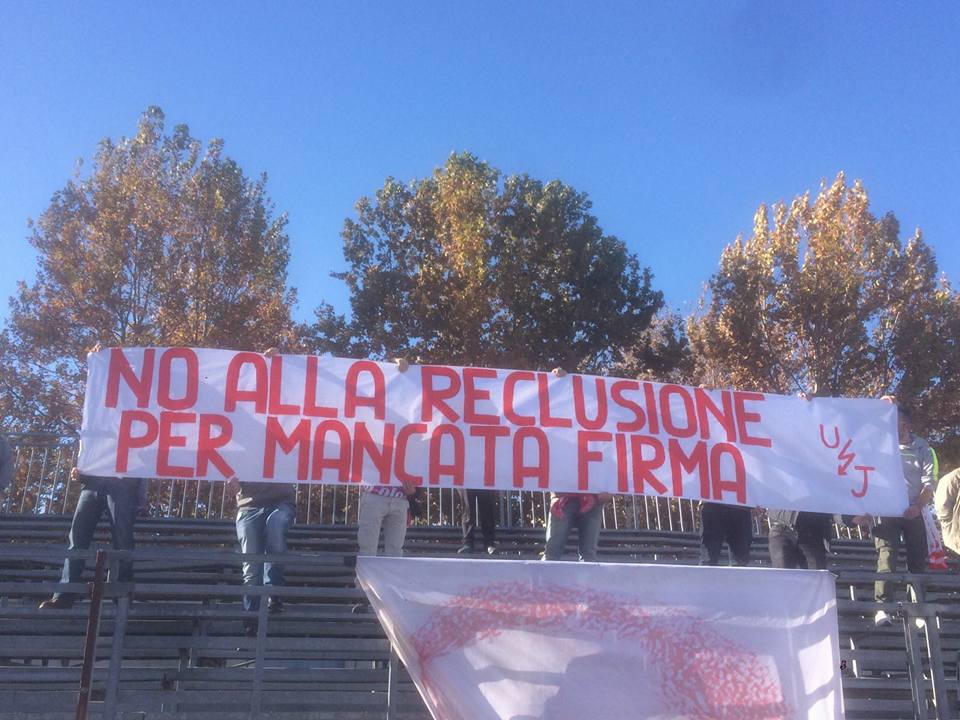 NO ALLA RECLUSIONE
PER MANCATA FIRMA
U J